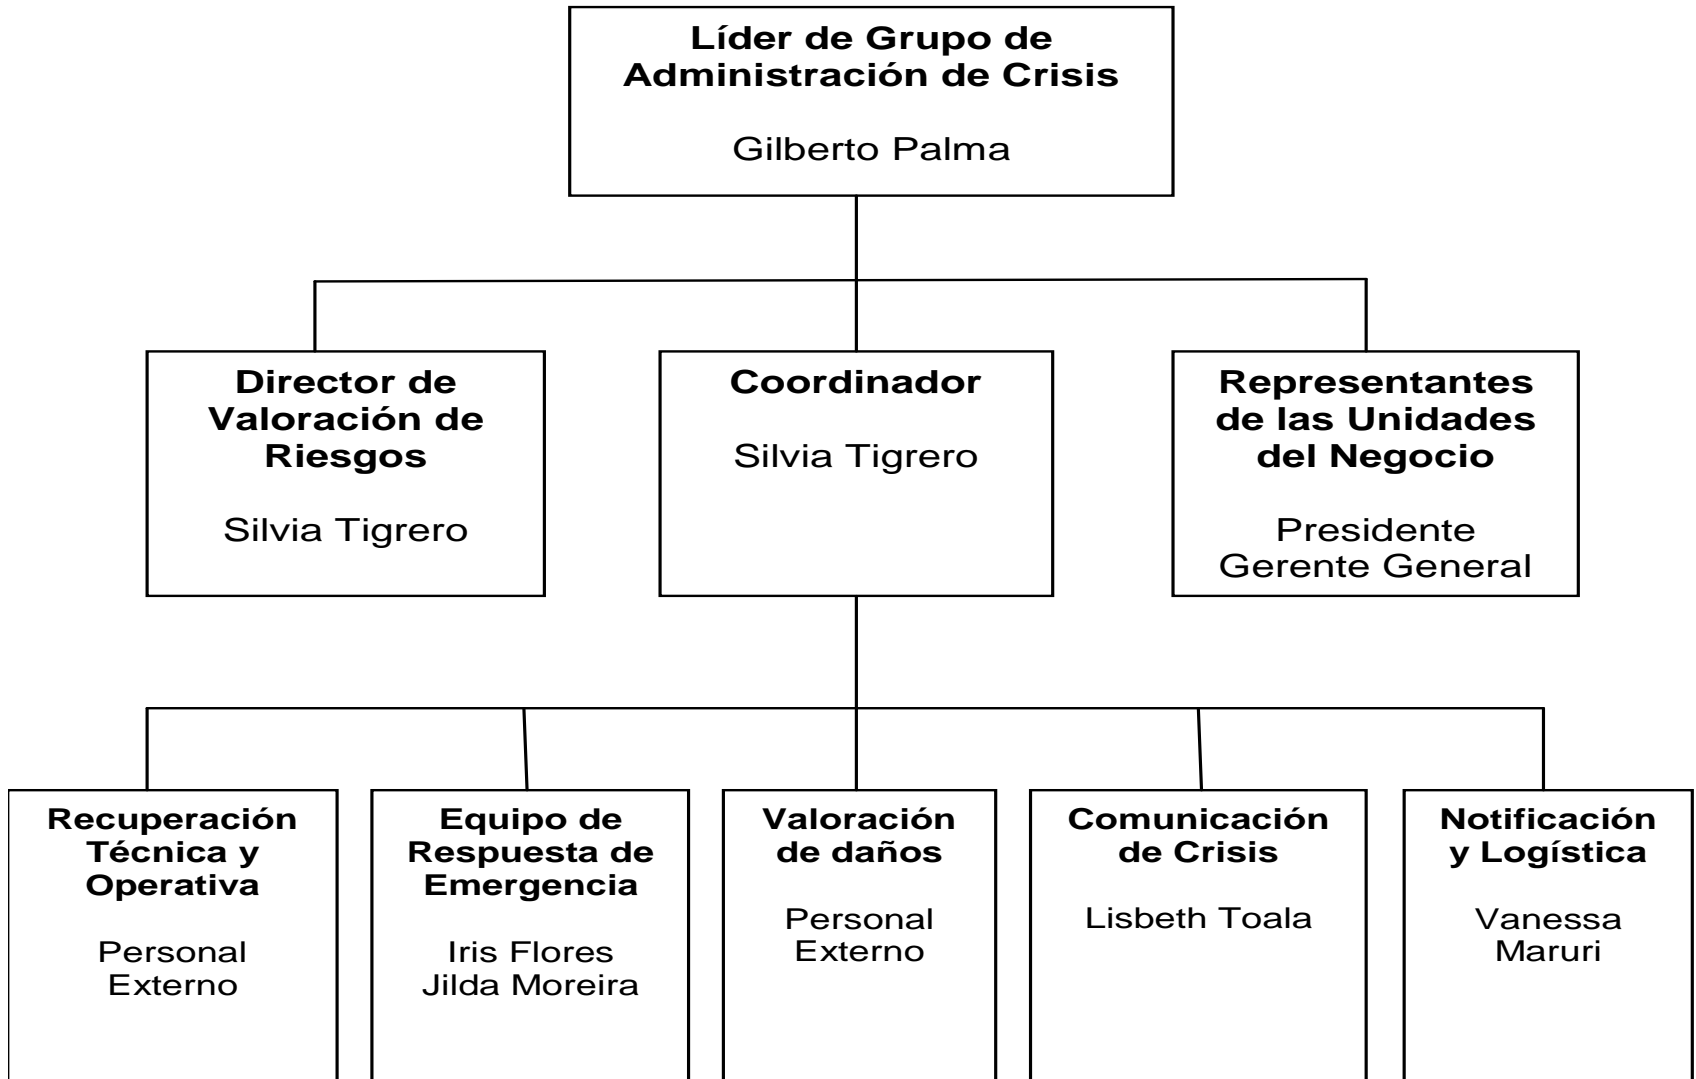 Líder de Grupo de
Administración de Crisis
Gilberto Palma
Director de
Valoración de
Riesgos
Silvia Tigrero
Coordinador
Silvia Tigrero
Representantes
de las Unidades
del Negocio
Presidente
Gerente General
Recuperación
Técnica y
Operativa
Personal
Externo
Equipo de
Respuesta de
Emergencia
Iris Flores
Jilda Moreira
Valoración
de daños
Personal
Externo
Comunicación
de Crisis
Lisbeth Toala
Notificación
y Logística
Vanessa
Maruri